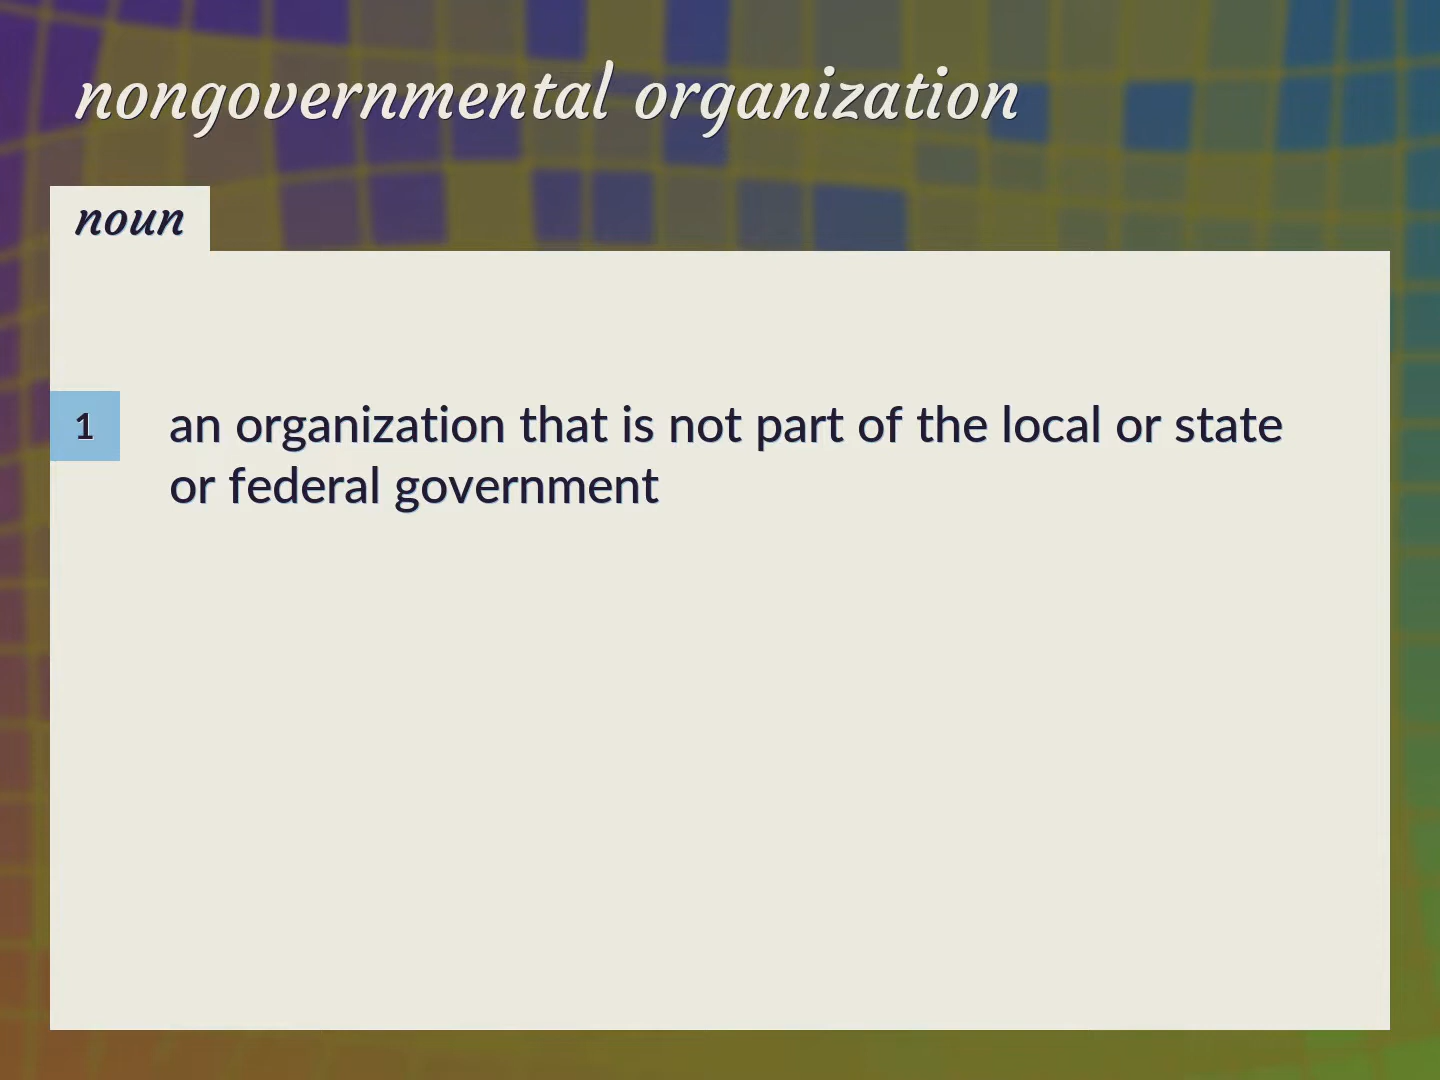 nongovernmental organization
noun
1
an organization that is not part of the local or state
or federal government